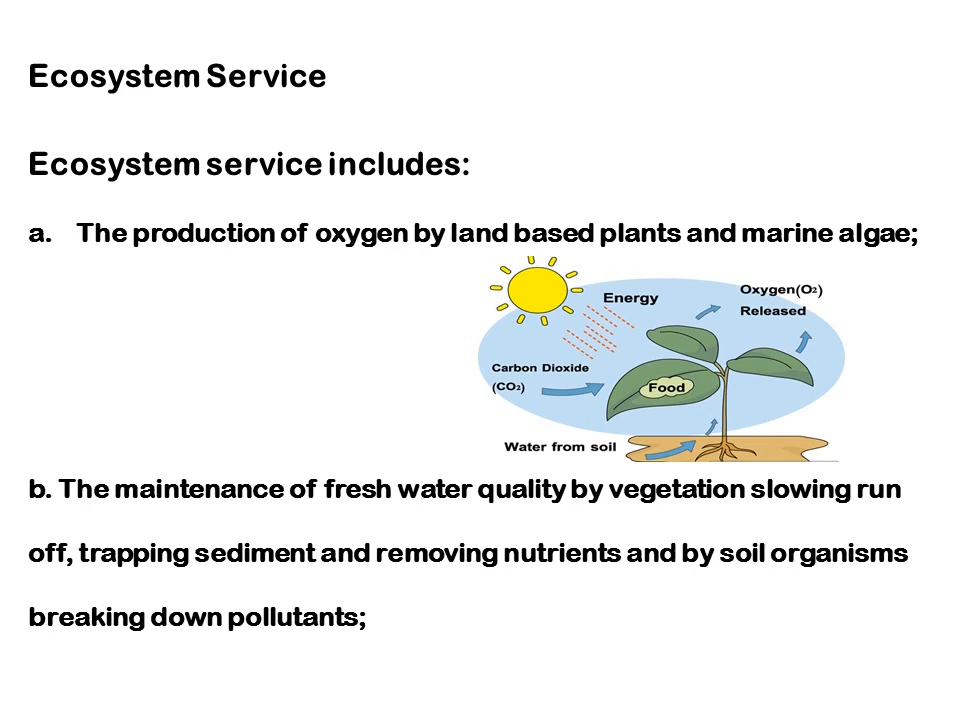 Ecosystem Service
Ecosystem service includes:
a. The production of oxygen by land based plants and marine algae;
Energy
Oxygen(O2)
Released
Carbon Dioxide
(CO2)
Food
Water from soil
b. The maintenance of fresh water quality by vegetation slowing run
off, trapping sediment and removing nutrients and by soil organisms
breaking down pollutants;